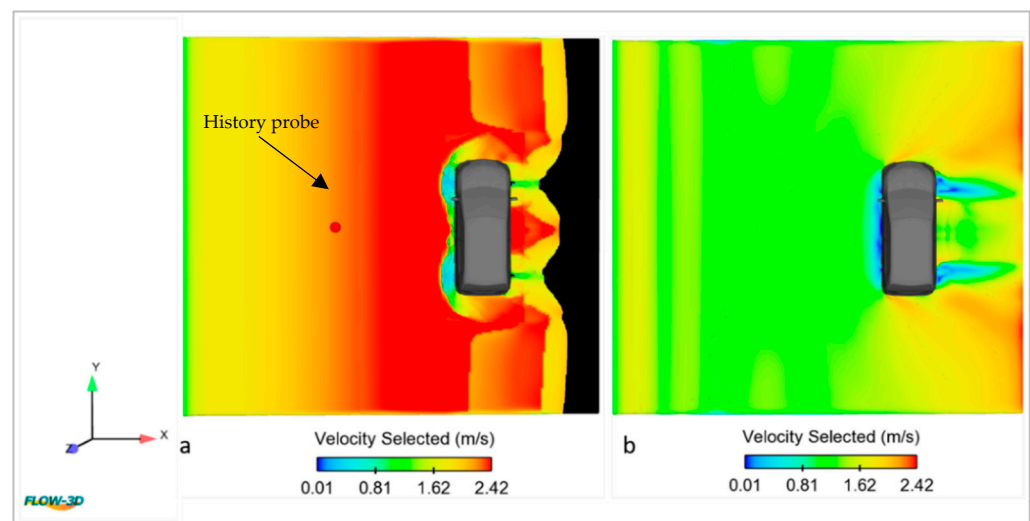 History probe
Y
X
Z
a
Velocity Selected (m/s)
0.01 0.81 1.62 2.42
b
Velocity Selected (m/s)
0.01 0.81 1.62 2.42
FLOW-3D